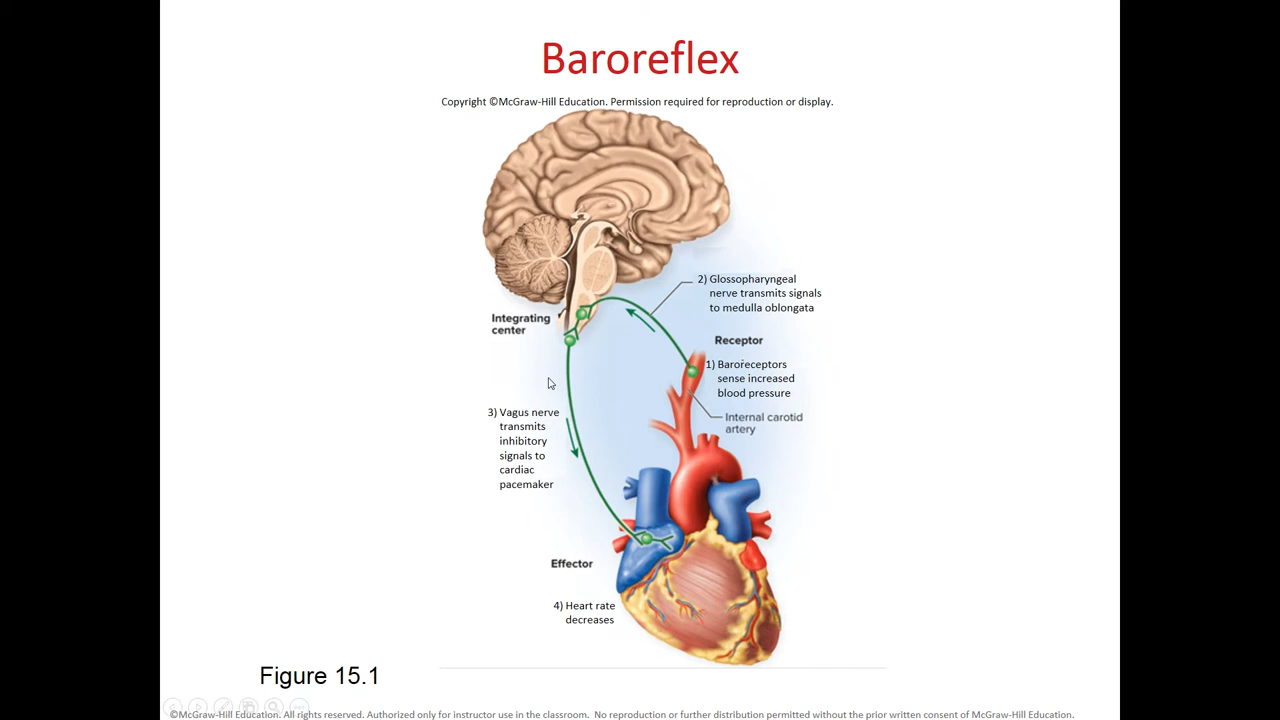 Baroreflex
Copyright ©McGraw-Hill Education. Permission required for reproduction or display.
2) Glossopharyngeal
nerve transmits signals
to medulla oblongata
Integrating
center
Receptor
1) Baroreceptors
sense increased
blood pressure
Internal carotid
artery
3) Vagus nerve
transmits
inhibitory
signals to
cardiac
pacemaker
Effector
4) Heart rate
decreases
Figure 15.1
©McGraw-Hill Education. All rights reserved. Authorized only for instructor use in the classroom. No reproduction or further distribution permitted without the prior written consent of McGraw-Hill Education.